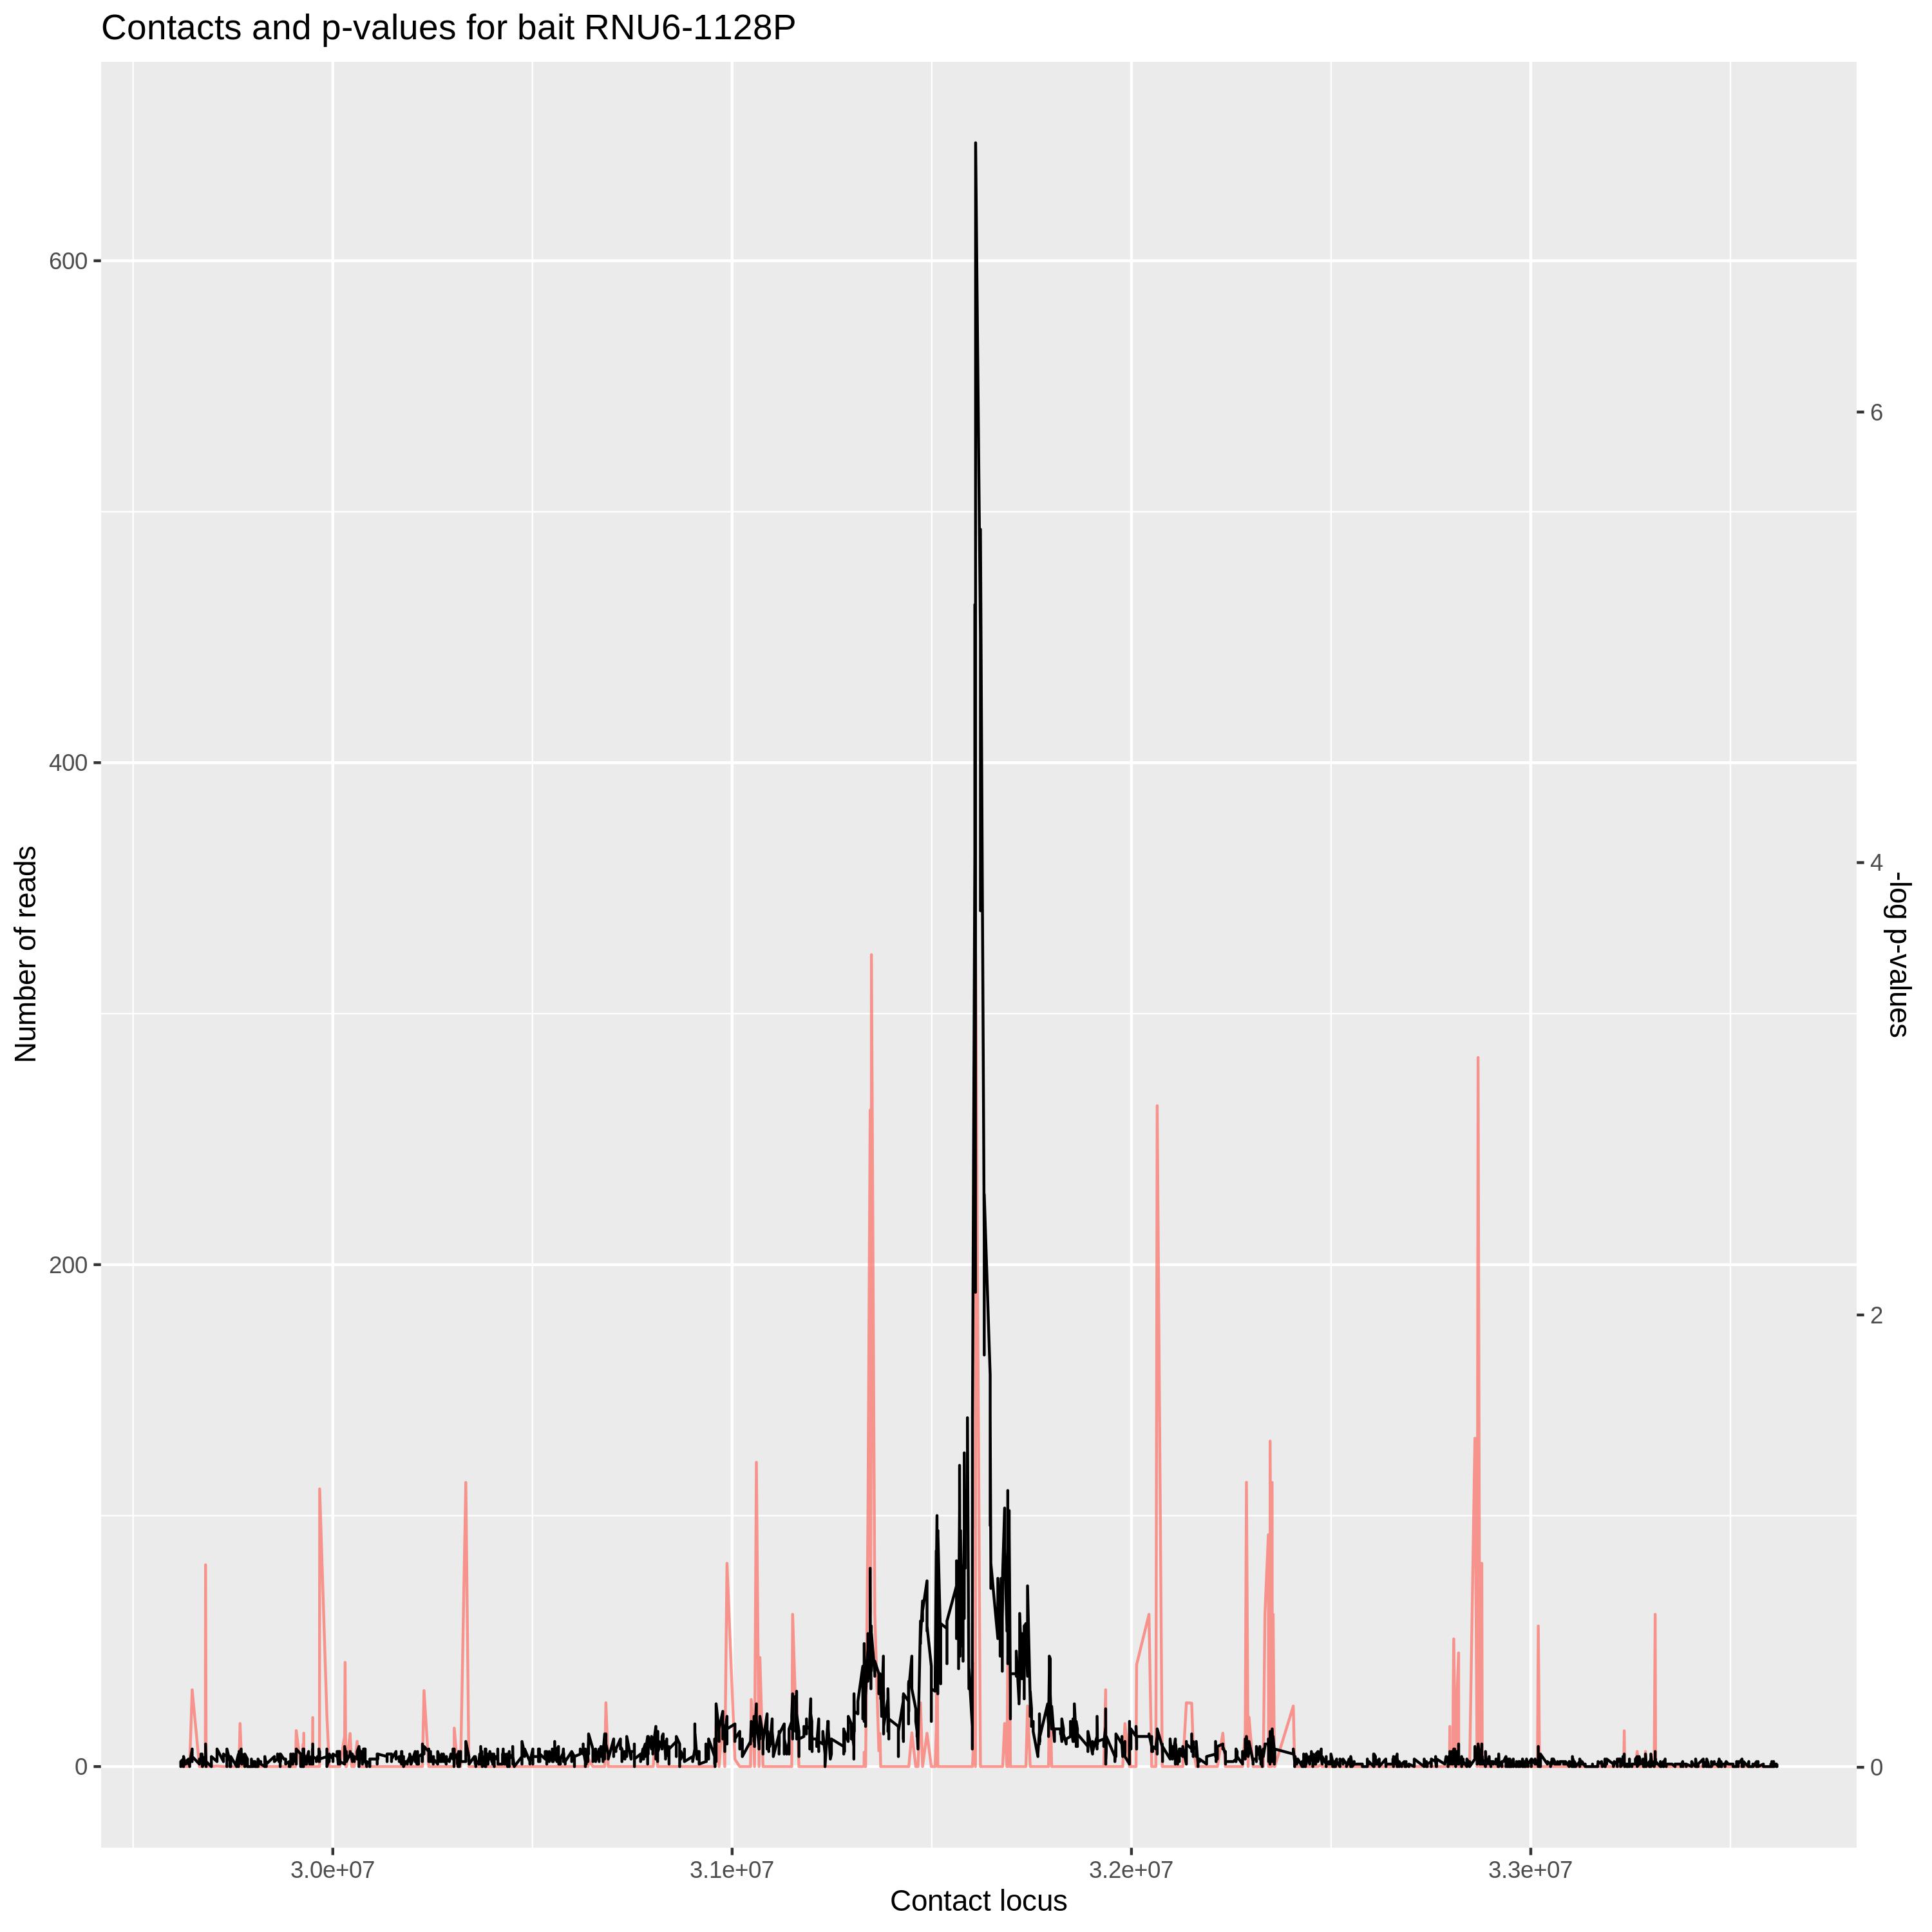 Contacts and p-values for bait RNU6-1128P
600
400
200
0
Number of reads
6
4
2
0
-log p-values
3.0e+07
3.1e+07
3.2e+07
3.3e+07
Contact locus